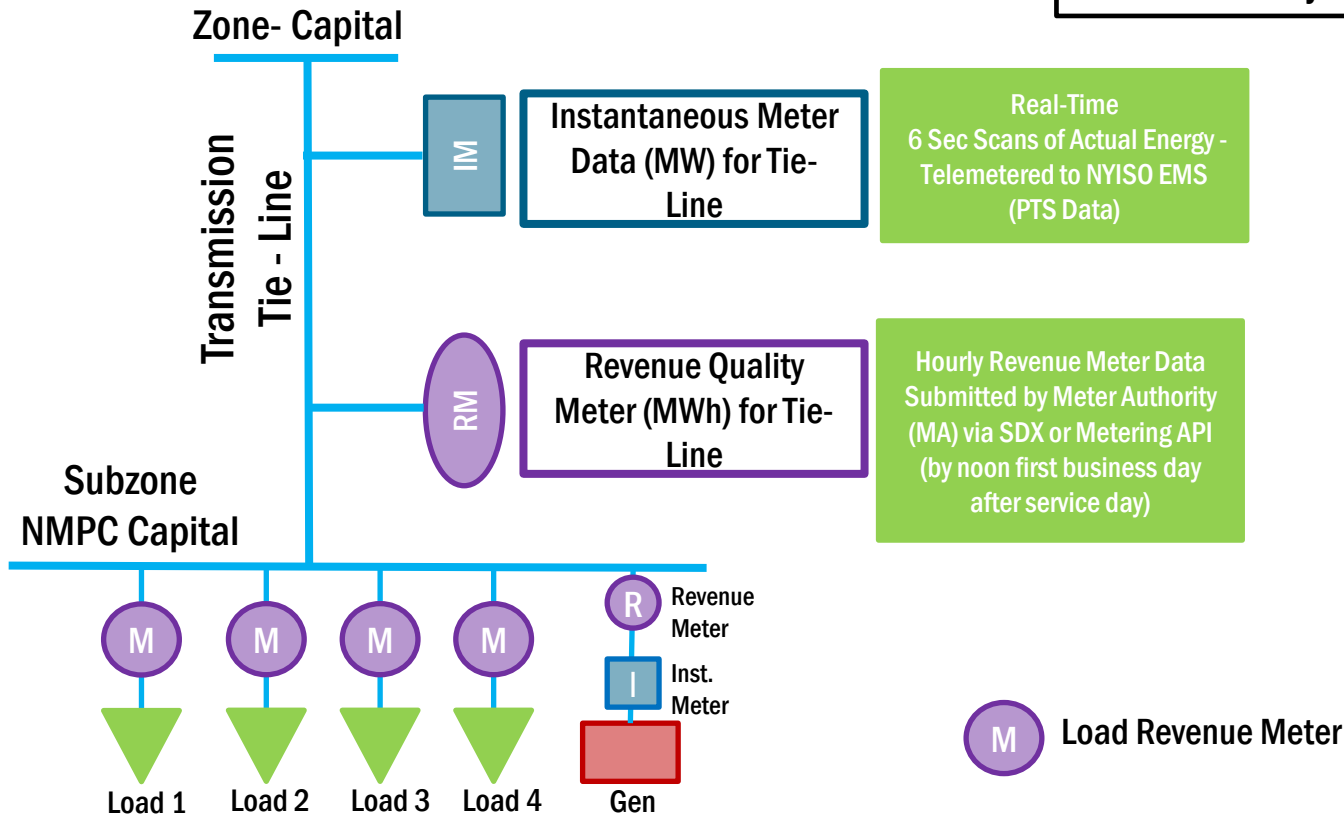 Zone- Capital
Transmission
Tie - Line
IM
Instantaneous Meter
Data (MW) for Tie-
Line
Real-Time
6 Sec Scans of Actual Energy -
Telemetered to NYISO EMS
(PTS Data)
RM
Revenue Quality
Meter (MWh) for Tie-
Line
Hourly Revenue Meter Data
Submitted by Meter Authority
(MA) via SDX or Metering API
(by noon first business day
after service day)
Subzone
NMPC Capital
M
M
M
M
R
Revenue
Meter
I
Inst.
Meter
Load 1
Load 2
Load 3
Load 4
Gen
M
Load Revenue Meter